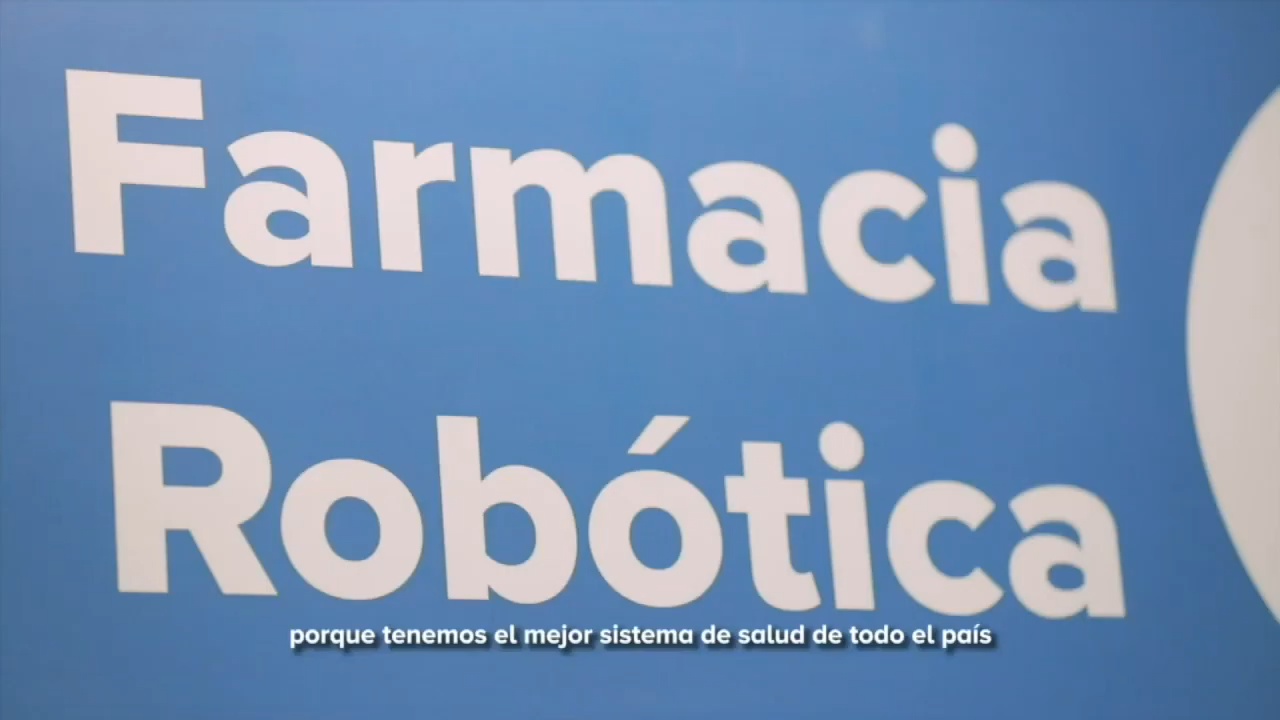 Farmacia
Robótica
porque tenemos el mejor sistema de salud de todo el país